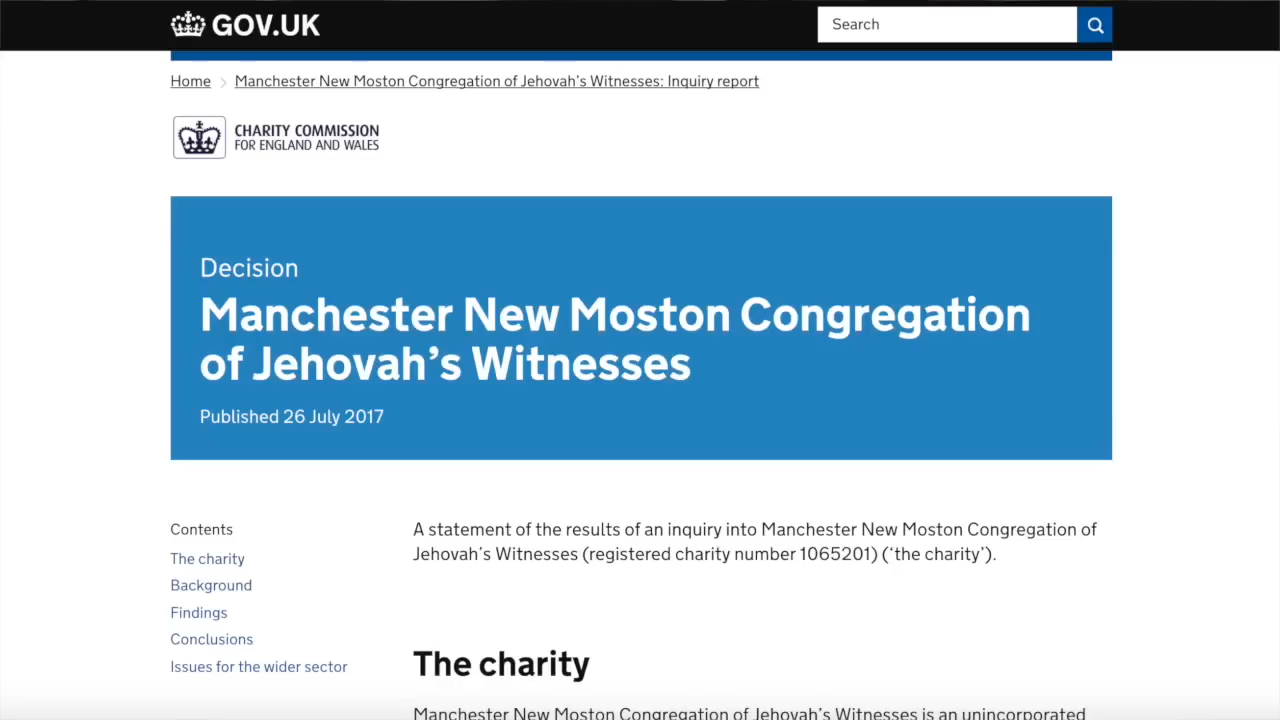 GOV.UK
Search
Home > Manchester New Moston Congregation of Jehovah's Witnesses: Inquiry report
CHARITY COMMISSION
FOR ENGLAND AND WALES
Decision
Manchester New Moston Congregation
of Jehovah’s Witnesses
Published 26 July 2017
Contents
The charity
Background
Findings
Conclusions
Issues for the wider sector
A statement of the results of an inquiry into Manchester New Moston Congregation of
Jehovah’s Witnesses (registered charity number 1065201) (‘the charity’).
The charity
Manchester New Moston Congregation of Jehovah’s Witnesses is an unincorporated